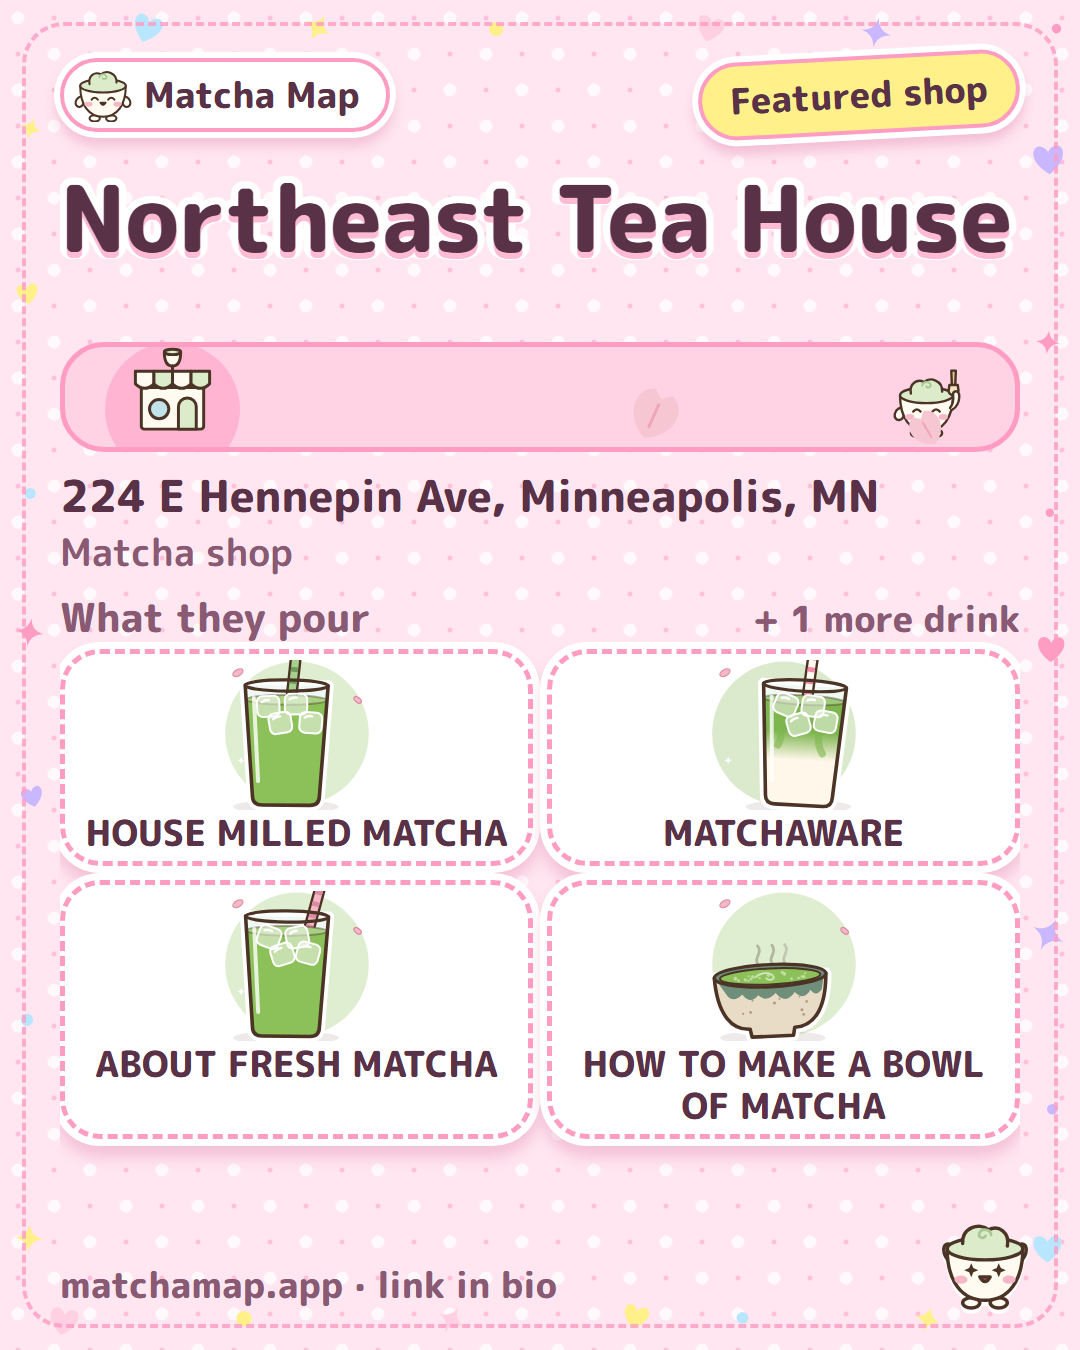 Matcha Map
Featured shop
Northeast Tea House
224 E Hennepin Ave, Minneapolis, MN
Matcha shop
What they pour
+ 1 more drink
HOUSE MILLED MATCHA
MATCHAWARE
ABOUT FRESH MATCHA
HOW TO MAKE A BOWL
OF MATCHA
matchamap.app · link in bio